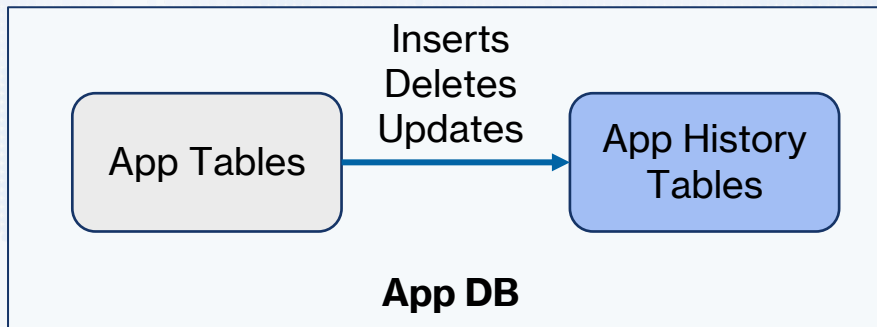 Inserts
Deletes
Updates
App Tables
App History
Tables
App DB